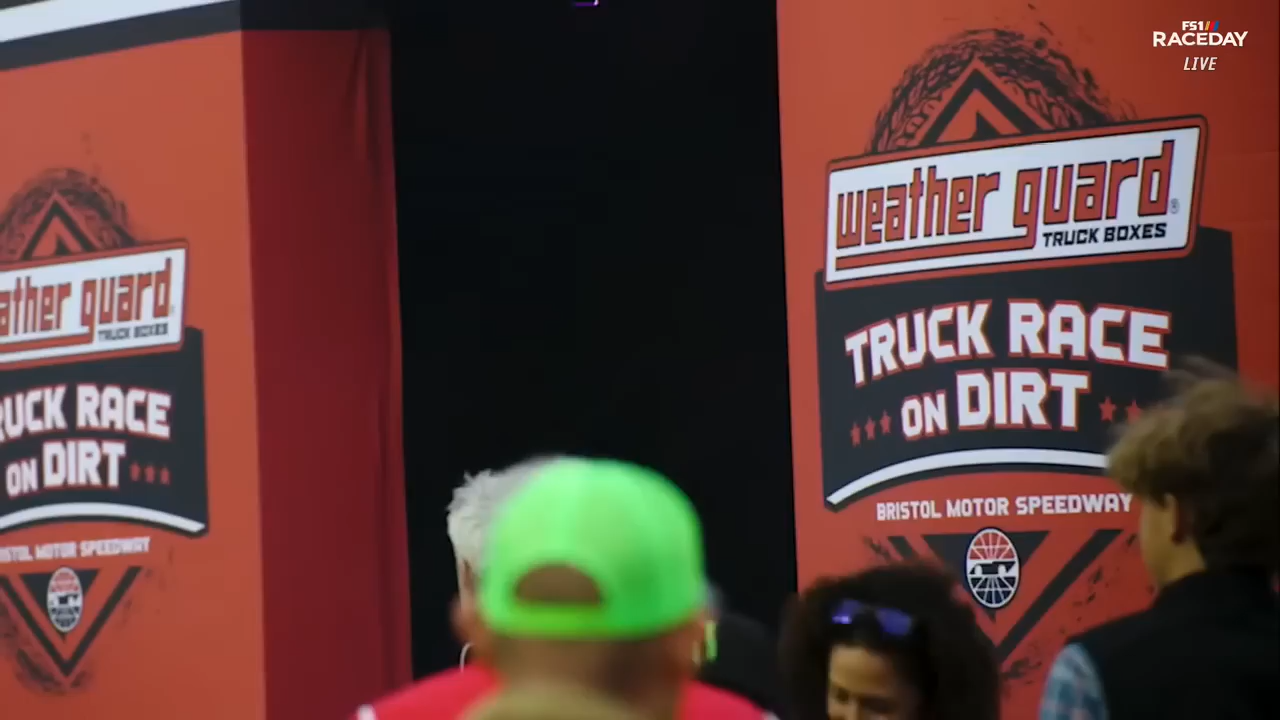 FS1
RACEDAY
LIVE
weather guard®
TRUCK BOXES
TRUCK RACE
ON DIRT
BRISTOL MOTOR SPEEDWAY
ather guard
TRUCK BOXES
RUCK RACE
ON DIRT
ISTOL MOTOR SPEEDWAY